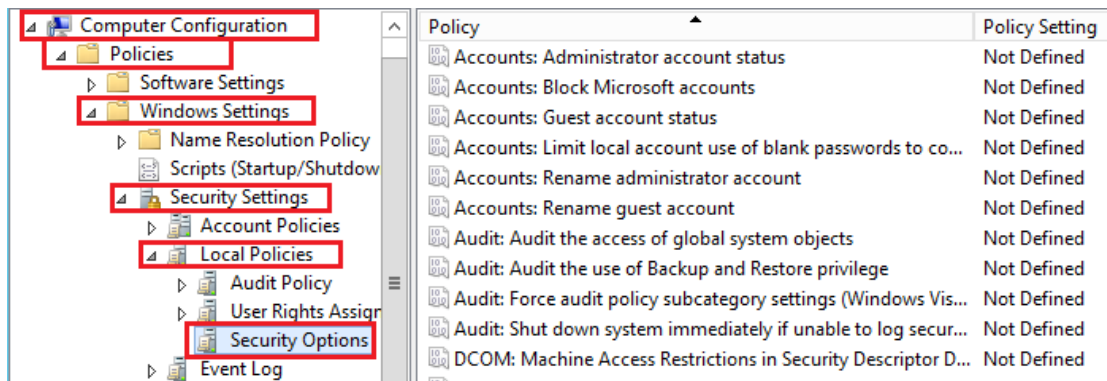 Computer Configuration
Policies
Software Settings
Windows Settings
Name Resolution Policy
Scripts (Startup/Shutdow
Security Settings
Account Policies
Local Policies
Audit Policy
User Rights Assign
Security Options
Event Log
Policy Policy Setting
Accounts: Administrator account status Not Defined
Accounts: Block Microsoft accounts Not Defined
Accounts: Guest account status Not Defined
Accounts: Limit local account use of blank passwords to co... Not Defined
Accounts: Rename administrator account Not Defined
Accounts: Rename guest account Not Defined
Audit: Audit the access of global system objects Not Defined
Audit: Audit the use of Backup and Restore privilege Not Defined
Audit: Force audit policy subcategory settings (Windows Vis... Not Defined
Audit: Shut down system immediately if unable to log secur... Not Defined
DCOM: Machine Access Restrictions in Security Descriptor D... Not Defined